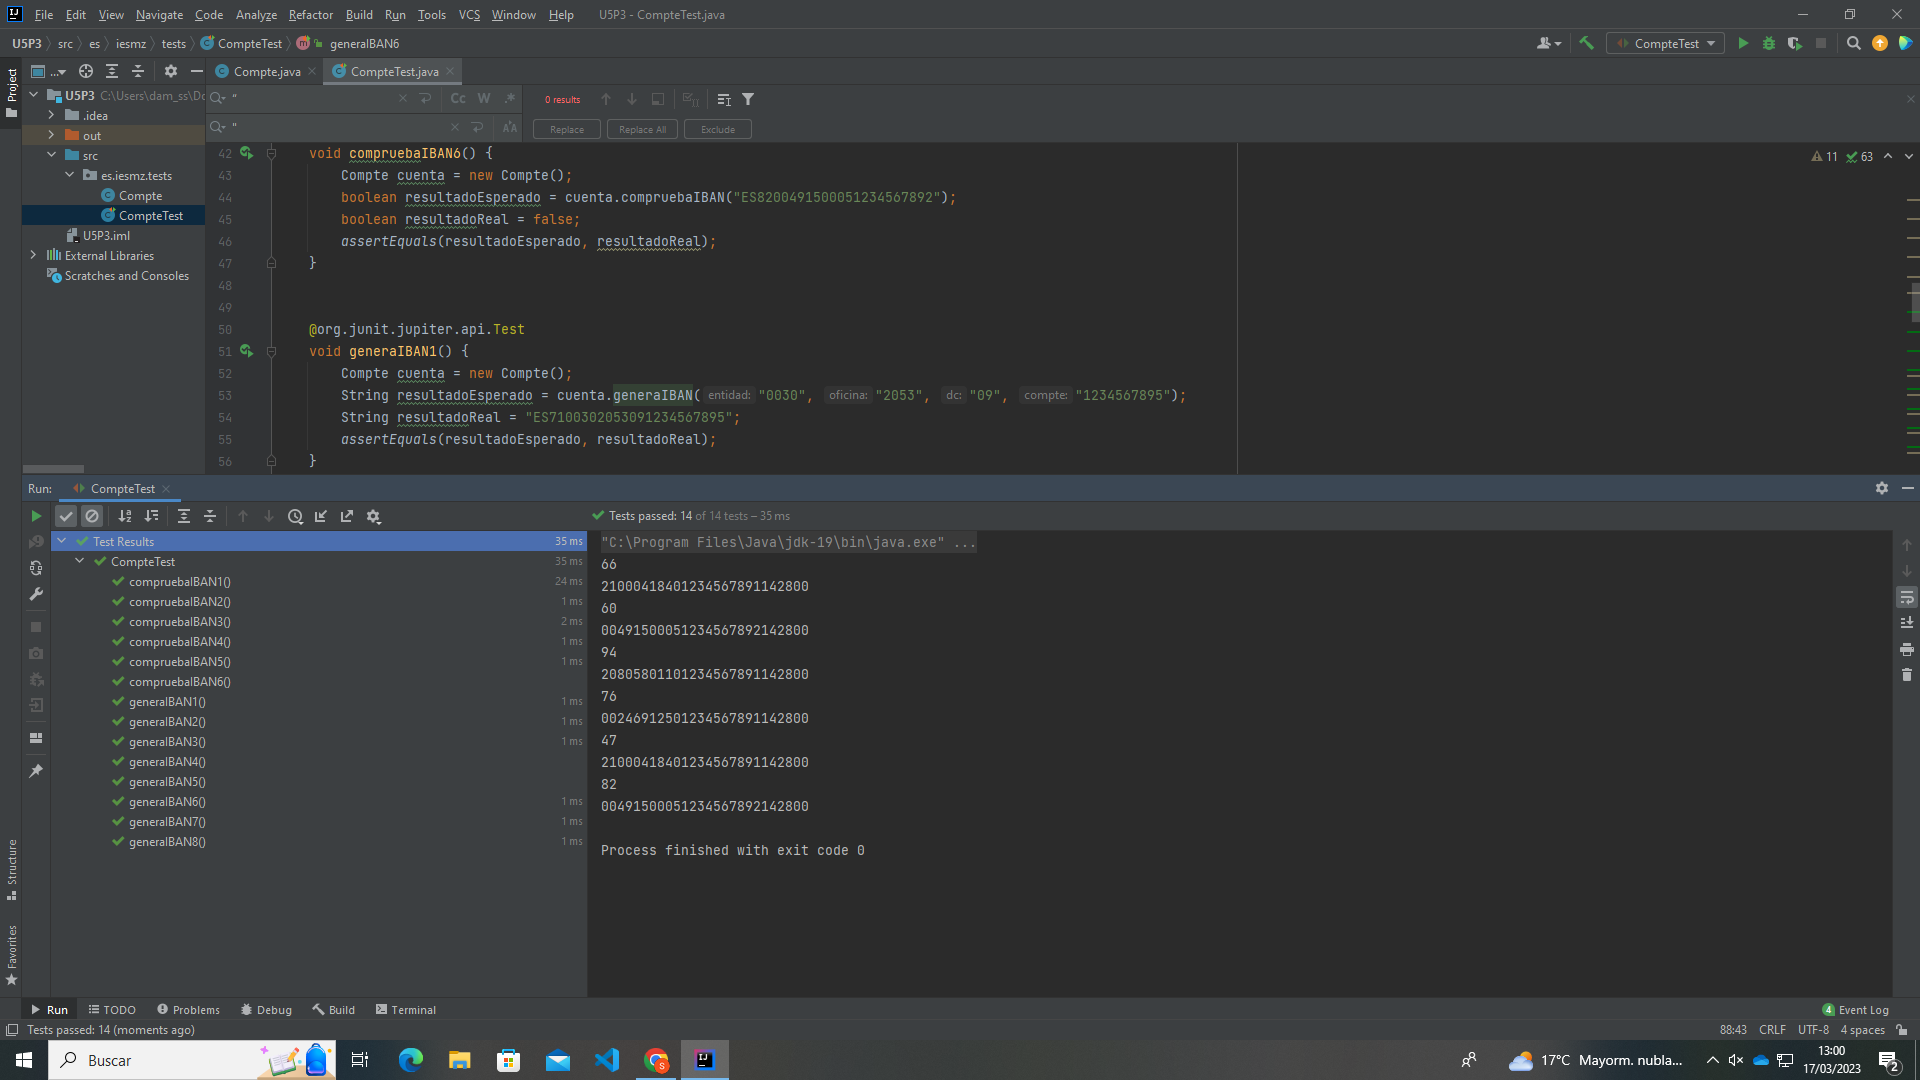 File Edit View Navigate Code Analyze Refactor Build Run Tools VCS Window Help U5P3 - CompteTest.java
U5P3 src es iesmz tests CompteTest generaIBAN6
CompteTest
Project
Compte.java CompteTest.java
U5P3 C:\Users\dam_ss\Do
.idea
out
src
es.iesmz.tests
Compte
CompteTest
U5P3.iml
External Libraries
Scratches and Consoles
" Cc W .* 0 results
" Replace Replace All Exclude
11 63
42 void compruebaIBAN6() {
43 Compte cuenta = new Compte();
44 boolean resultadoEsperado = cuenta.compruebaIBAN("ES8200491500051234567892");
45 boolean resultadoReal = false;
46 assertEquals(resultadoEsperado, resultadoReal);
47 }
48
49
50 @org.junit.jupiter.api.Test
51 void generaIBAN1() {
52 Compte cuenta = new Compte();
53 String resultadoEsperado = cuenta.generaIBAN( entidad: "0030", oficina: "2053", dc: "09", compte: "1234567895");
54 String resultadoReal = "ES7100302053091234567895";
55 assertEquals(resultadoEsperado, resultadoReal);
56 }
Run: CompteTest
Tests passed: 14 of 14 tests – 35 ms
Test Results 35 ms
CompteTest 35 ms
compruebaIBAN1() 24 ms
compruebaIBAN2() 1 ms
compruebaIBAN3() 2 ms
compruebaIBAN4() 1 ms
compruebaIBAN5() 1 ms
compruebaIBAN6()
generaIBAN1() 1 ms
generaIBAN2() 1 ms
generaIBAN3() 1 ms
generaIBAN4()
generaIBAN5()
generaIBAN6() 1 ms
generaIBAN7() 1 ms
generaIBAN8() 1 ms
"C:\Program Files\Java\jdk-19\bin\java.exe" ...
66
21000418401234567891142800
60
00491500051234567892142800
94
20805801101234567891142800
76
00246912501234567891142800
47
21000418401234567891142800
82
00491500051234567892142800
Process finished with exit code 0
Structure
Favorites
Run TODO Problems Debug Build Terminal 4 Event Log
Tests passed: 14 (moments ago) 88:43 CRLF UTF-8 4 spaces
Buscar
17°C Mayorm. nubla...
13:00
17/03/2023
2